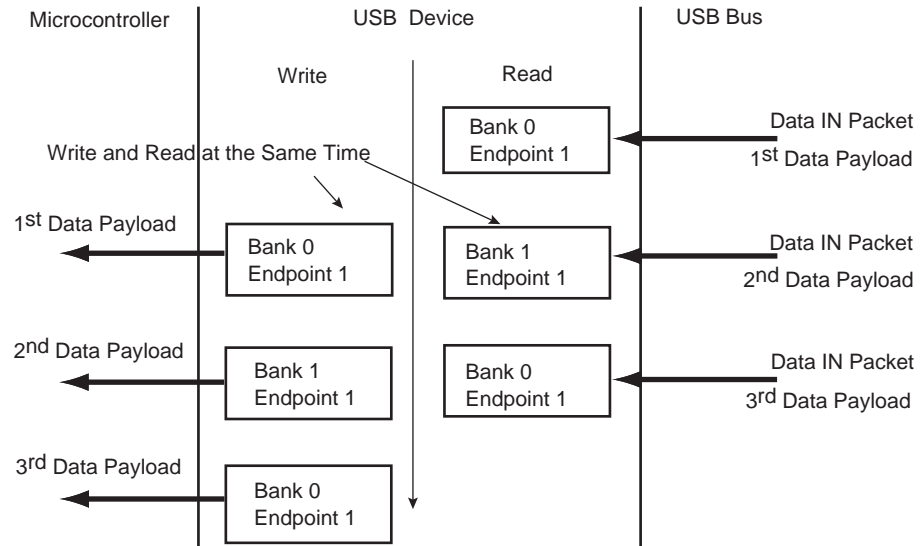 Microcontroller
USB Device
USB Bus
Write
Read
Bank 0
Endpoint 1
Data IN Packet
1st Data Payload
Write and Read at the Same Time
1st Data Payload
Bank 0
Endpoint 1
Bank 1
Endpoint 1
Data IN Packet
2nd Data Payload
2nd Data Payload
Bank 1
Endpoint 1
Bank 0
Endpoint 1
Data IN Packet
3rd Data Payload
3rd Data Payload
Bank 0
Endpoint 1